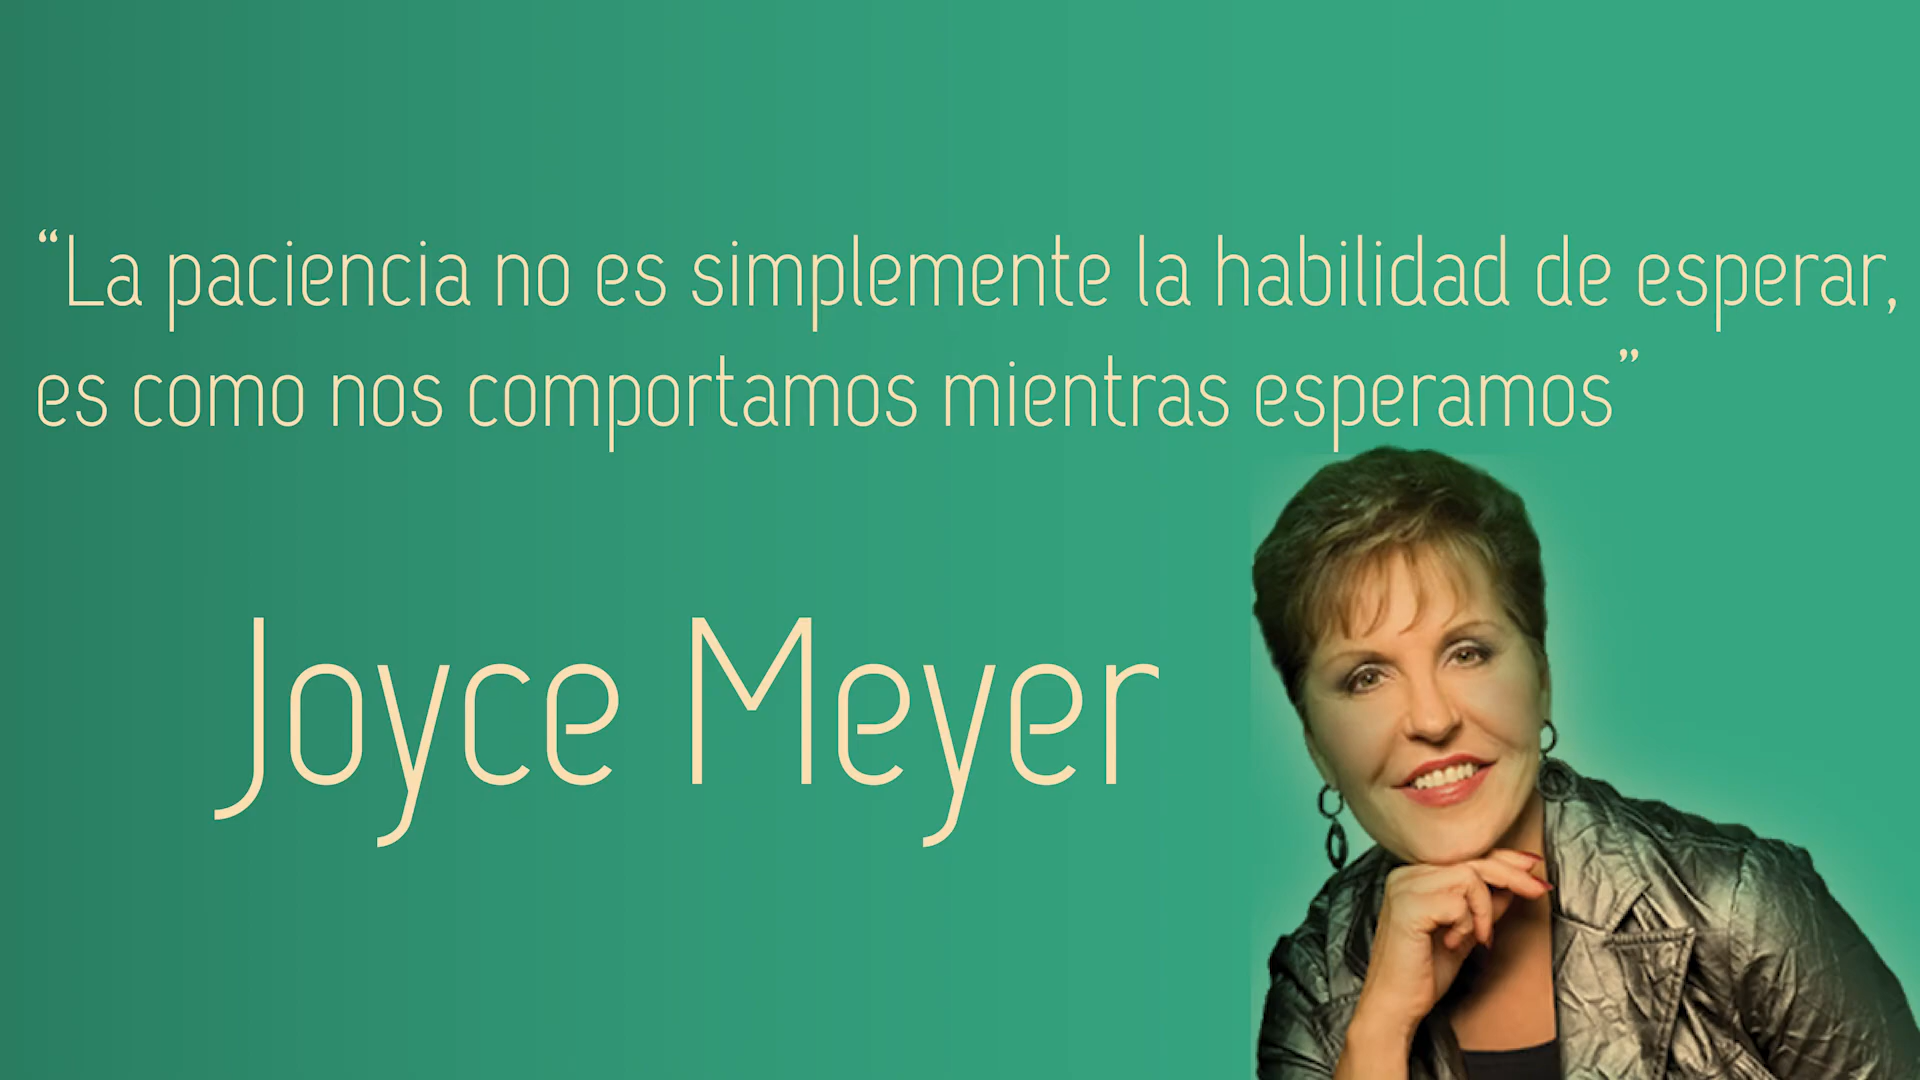 “La paciencia no es simplemente la habilidad de esperar,
es como nos comportamos mientras esperamos”
Joyce Meyer